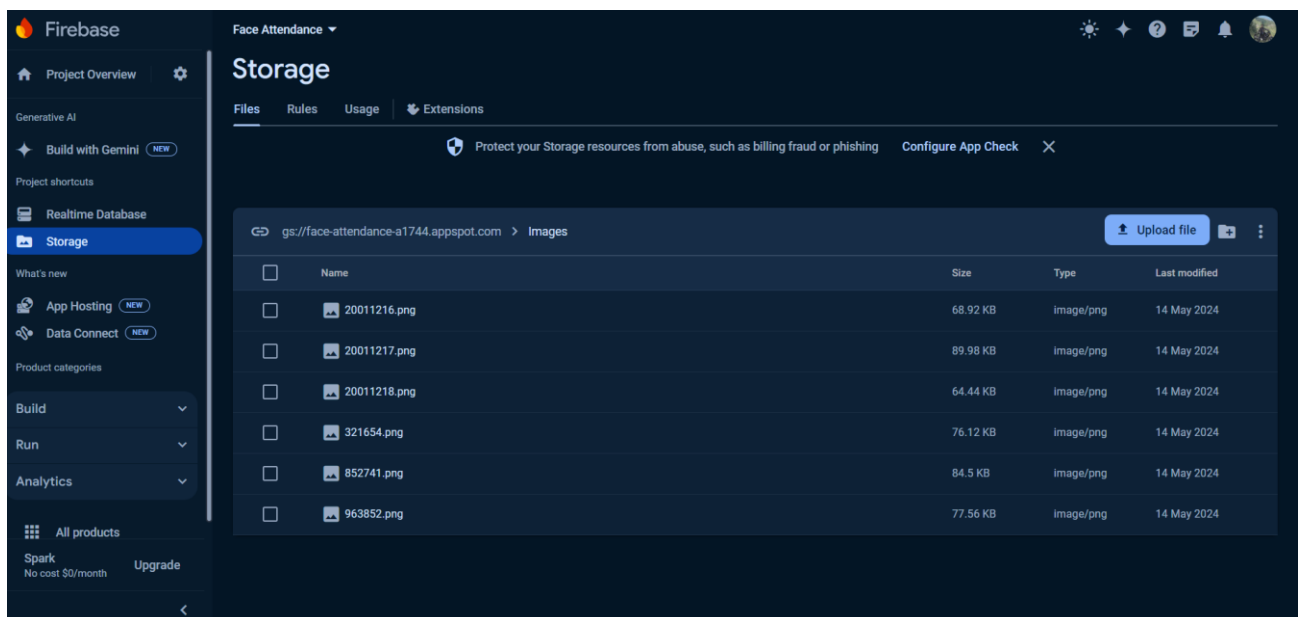 Firebase
Project Overview
Generative AI
Build with Gemini NEW
Project shortcuts
Realtime Database
Storage
What's new
App Hosting NEW
Data Connect NEW
Product categories
Build
Run
Analytics
All products
Spark
No cost $0/month
Upgrade
Face Attendance
Storage
Files Rules Usage Extensions
Protect your Storage resources from abuse, such as billing fraud or phishing Configure App Check
gs://face-attendance-a1744.appspot.com > Images Upload file
Name Size Type Last modified
20011216.png 68.92 KB image/png 14 May 2024
20011217.png 89.98 KB image/png 14 May 2024
20011218.png 64.44 KB image/png 14 May 2024
321654.png 76.12 KB image/png 14 May 2024
852741.png 84.5 KB image/png 14 May 2024
963852.png 77.56 KB image/png 14 May 2024